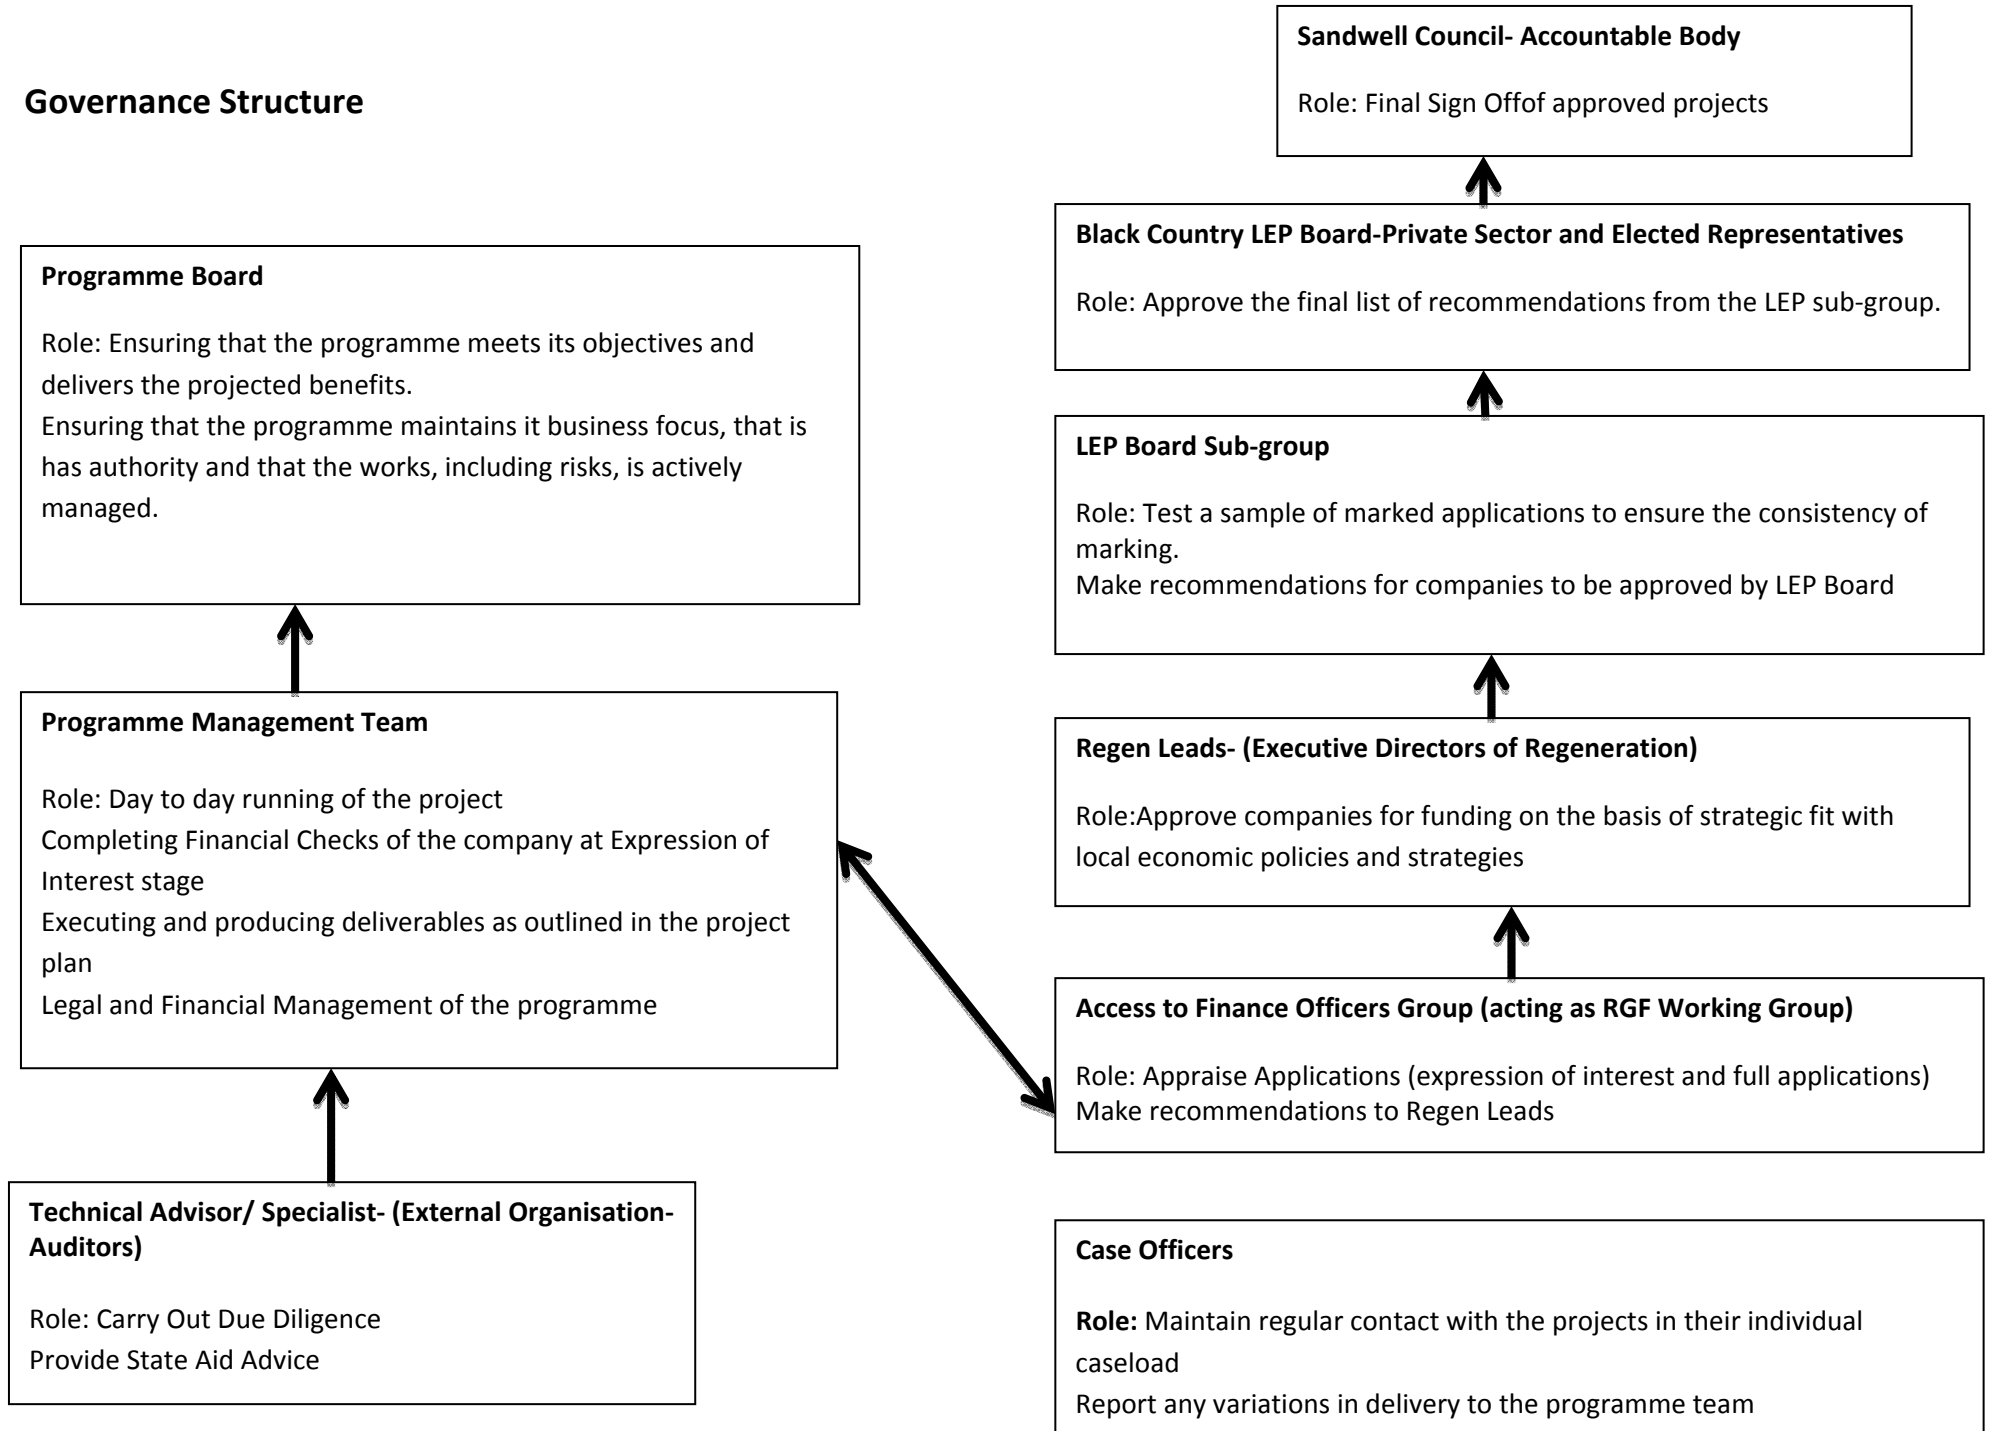 Governance Structure
Programme Board
Role: Ensuring that the programme meets its objectives and
delivers the projected benefits.
Ensuring that the programme maintains it business focus, that is
has authority and that the works, including risks, is actively
managed.
Programme Management Team
Role: Day to day running of the project
Completing Financial Checks of the company at Expression of
Interest stage
Executing and producing deliverables as outlined in the project
plan
Legal and Financial Management of the programme
Technical Advisor/ Specialist- (External Organisation-
Auditors)
Role: Carry Out Due Diligence
Provide State Aid Advice
Sandwell Council- Accountable Body
Role: Final Sign Offof approved projects
Black Country LEP Board-Private Sector and Elected Representatives
Role: Approve the final list of recommendations from the LEP sub-group.
LEP Board Sub-group
Role: Test a sample of marked applications to ensure the consistency of
marking.
Make recommendations for companies to be approved by LEP Board
Regen Leads- (Executive Directors of Regeneration)
Role:Approve companies for funding on the basis of strategic fit with
local economic policies and strategies
Access to Finance Officers Group (acting as RGF Working Group)
Role: Appraise Applications (expression of interest and full applications)
Make recommendations to Regen Leads
Case Officers
Role: Maintain regular contact with the projects in their individual
caseload
Report any variations in delivery to the programme team